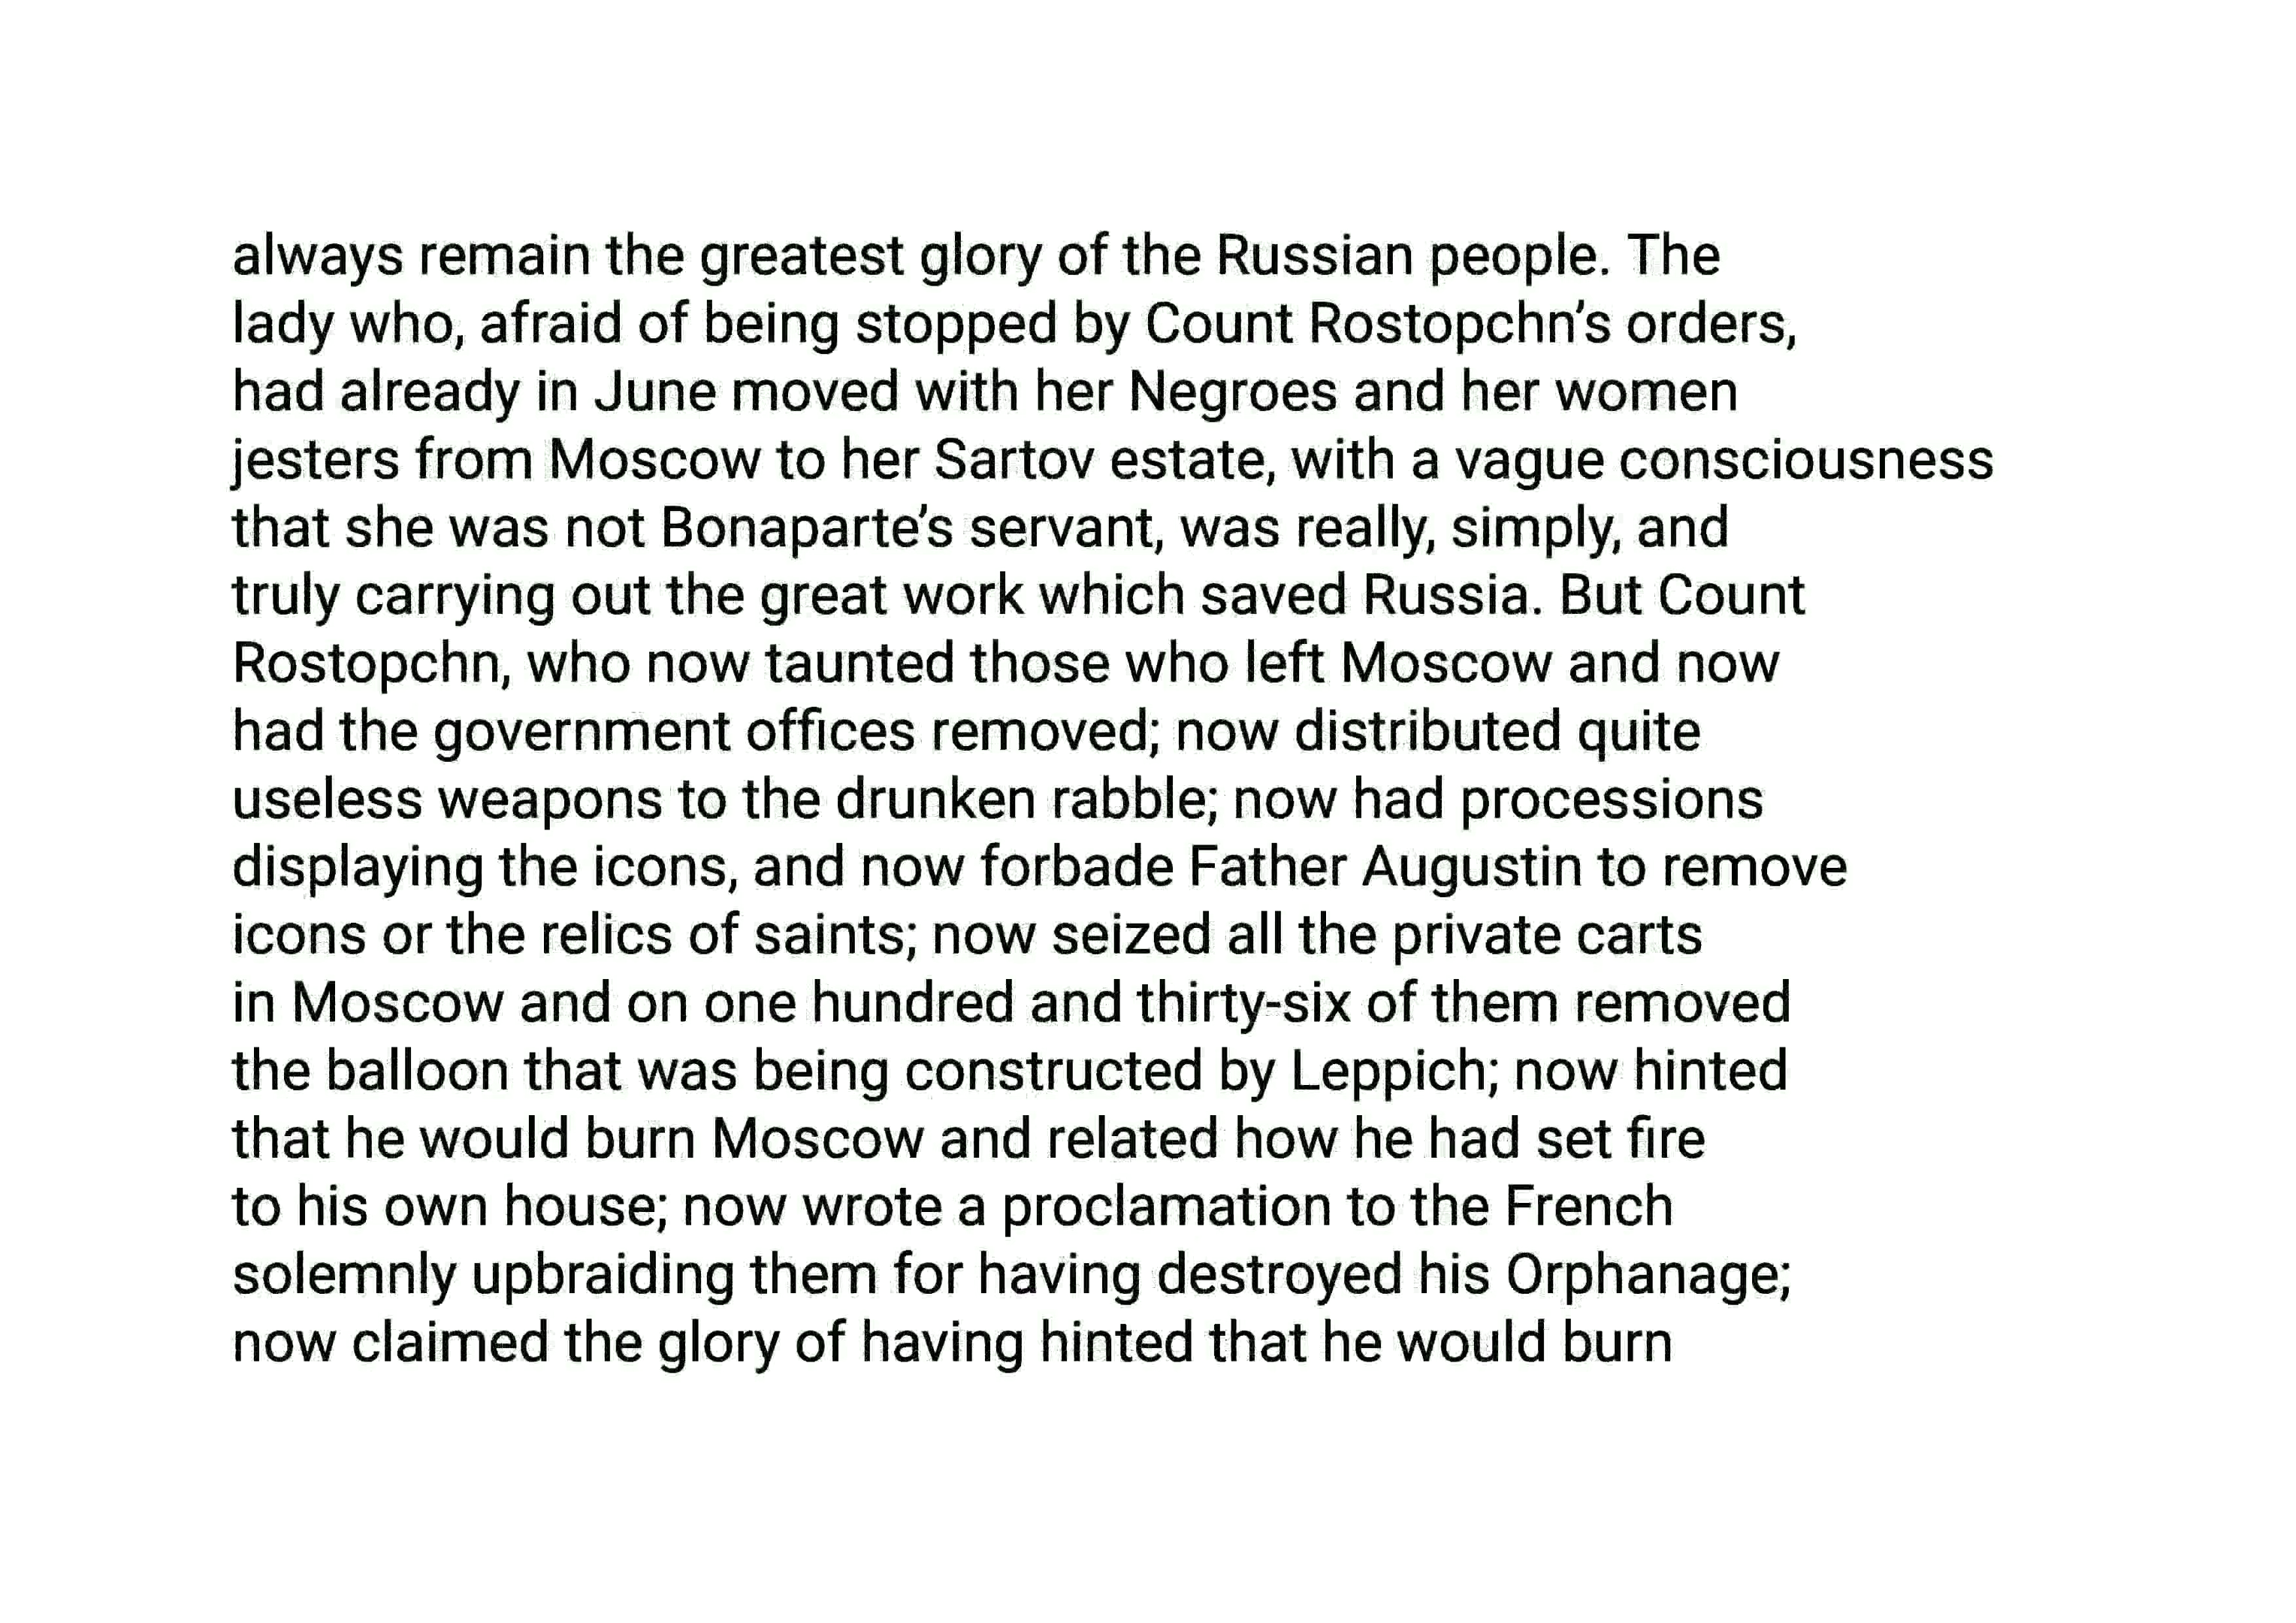 always remain the greatest glory of the Russian people. The
lady who, afraid of being stopped by Count Rostopchn’s orders,
had already in June moved with her Negroes and her women
jesters from Moscow to her Sartov estate, with a vague consciousness
that she was not Bonaparte’s servant, was really, simply, and
truly carrying out the great work which saved Russia. But Count
Rostopchn, who now taunted those who left Moscow and now
had the government offices removed; now distributed quite
useless weapons to the drunken rabble; now had processions
displaying the icons, and now forbade Father Augustin to remove
icons or the relics of saints; now seized all the private carts
in Moscow and on one hundred and thirty-six of them removed
the balloon that was being constructed by Leppich; now hinted
that he would burn Moscow and related how he had set fire
to his own house; now wrote a proclamation to the French
solemnly upbraiding them for having destroyed his Orphanage;
now claimed the glory of having hinted that he would burn